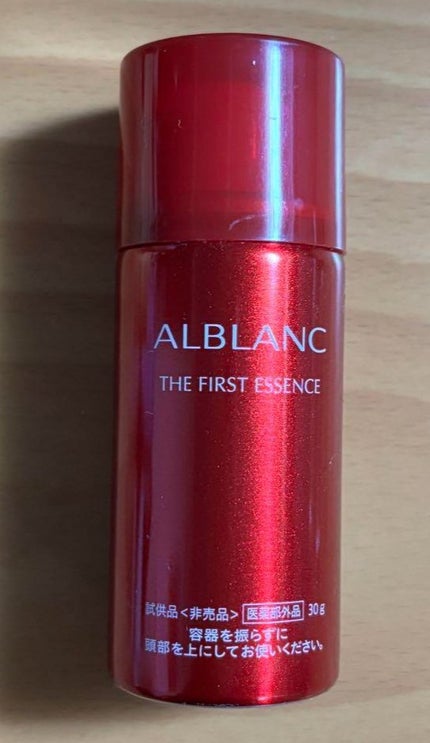 ALBLANC
THE FIRST ESSENCE
試供品<非売品> 医薬部外品 30g
容器を振らずに
頭部を上にしてお使いください。